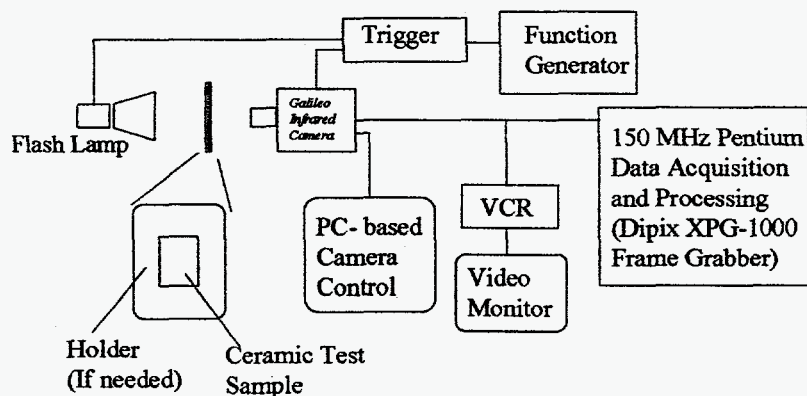 Trigger
Function
Generator
Flash Lamp
Galileo
Infrared
Camera
150 MHz Pentium
Data Acquisition
and Processing
(Dipix XPG-1000
Frame Grabber)
PC- based
Camera
Control
VCR
Video
Monitor
Holder
(If needed)
Ceramic Test
Sample